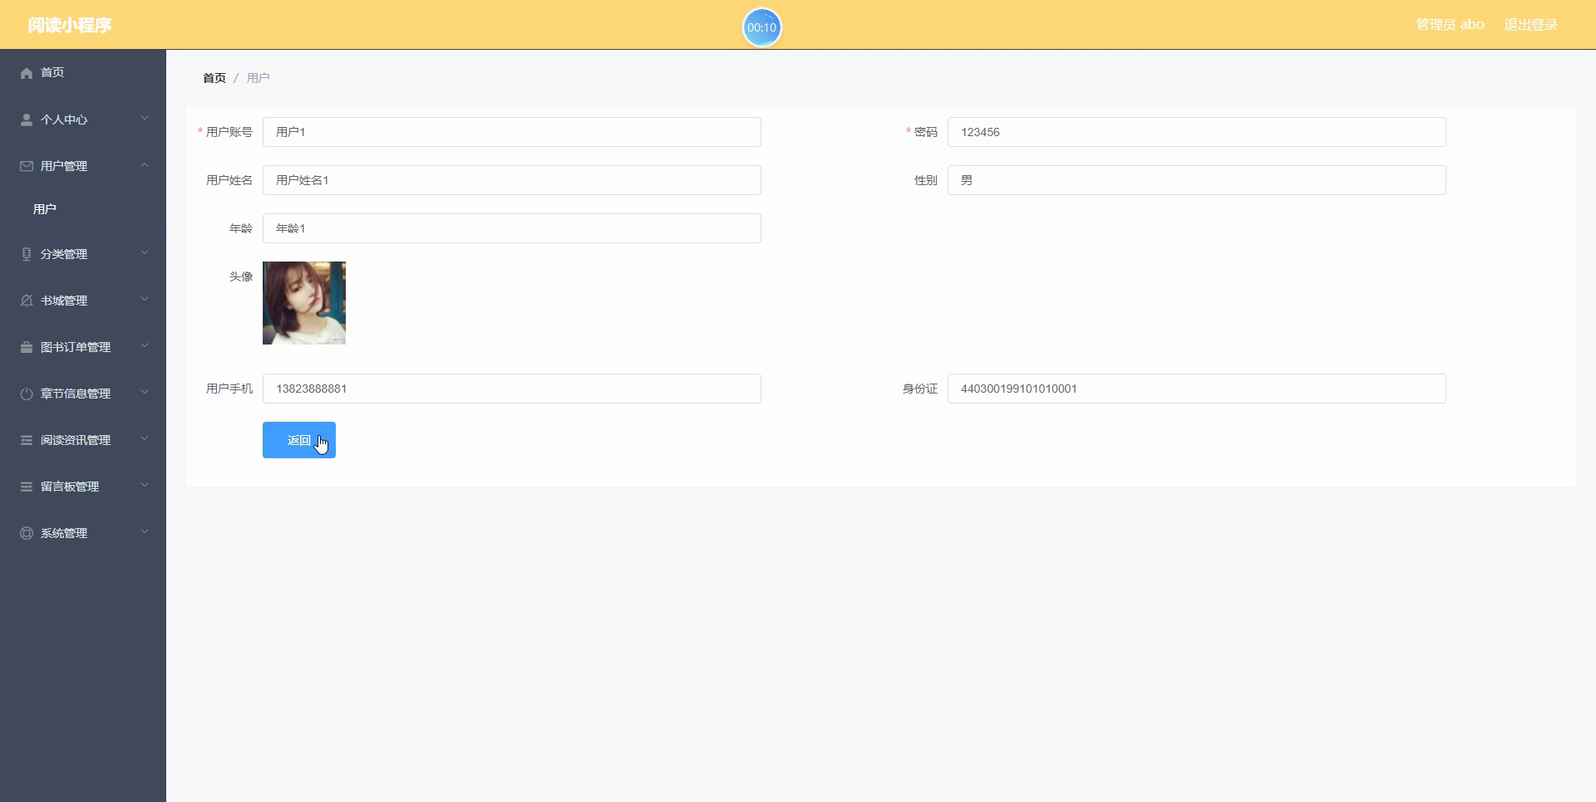 阅读小程序
00:10
管理员 abo
退出登录
首页
个人中心
用户管理
用户
分类管理
书城管理
图书订单管理
章节信息管理
阅读资讯管理
留言板管理
系统管理
首页 / 用户
* 用户账号 用户1
* 密码 123456
用户姓名 用户姓名1
性别 男
年龄 年龄1
头像
用户手机 13823888881
身份证 440300199101010001
返回